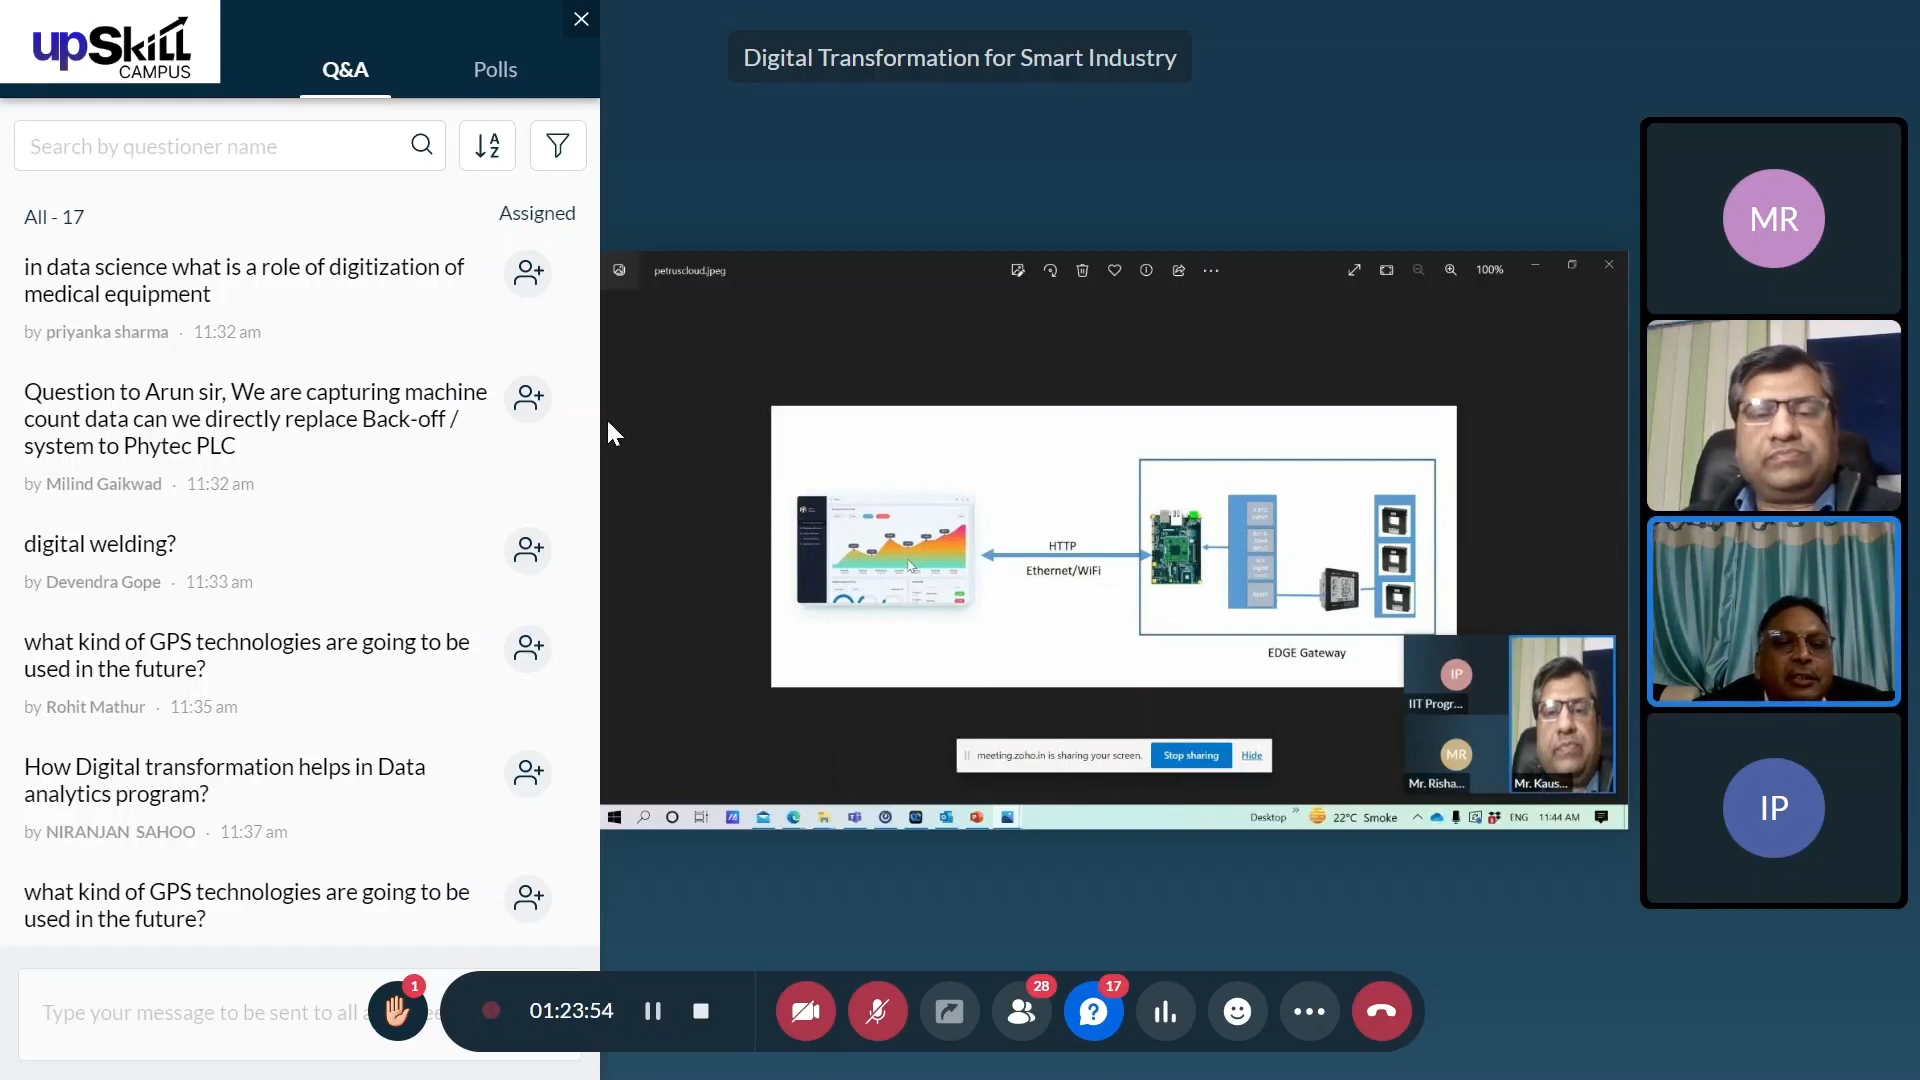 upSkill
CAMPUS
Q&A
Polls
Search by questioner name
All - 17
Assigned
in data science what is a role of digitization of
medical equipment
by priyanka sharma · 11:32 am
Question to Arun sir, We are capturing machine
count data can we directly replace Back-off /
system to Phytec PLC
by Milind Gaikwad · 11:32 am
digital welding?
by Devendra Gope · 11:33 am
what kind of GPS technologies are going to be
used in the future?
by Rohit Mathur · 11:35 am
How Digital transformation helps in Data
analytics program?
by NIRANJAN SAHOO · 11:37 am
what kind of GPS technologies are going to be
used in the future?
Type your message to be sent to all
Digital Transformation for Smart Industry
petruscloud.jpeg
100%
HTTP
Ethernet/WiFi
EDGE Gateway
IP
IIT Progr...
MR
Mr. Risha...
Mr. Kaus...
meeting.zoho.in is sharing your screen.
Stop sharing
Hide
Desktop
22°C Smoke
ENG
11:44 AM
MR
IP
1
01:23:54
28
17